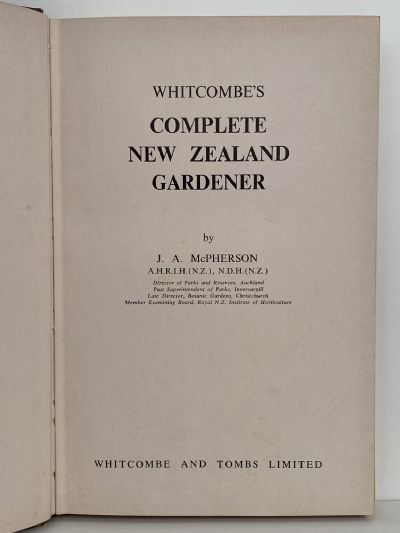 WHITCOMBE'S
COMPLETE
NEW ZEALAND
GARDENER
by
J. A. McPHERSON
A.H.R.I.H.(N.Z.), N.D.H.(N.Z.)
Director of Parks and Reserves, Auckland
Past Superintendent of Parks, Invercargill
Late Director, Botanic Gardens, Christchurch
Member Examining Board, Royal N.Z. Institute of Horticulture
WHITCOMBE AND TOMBS LIMITED